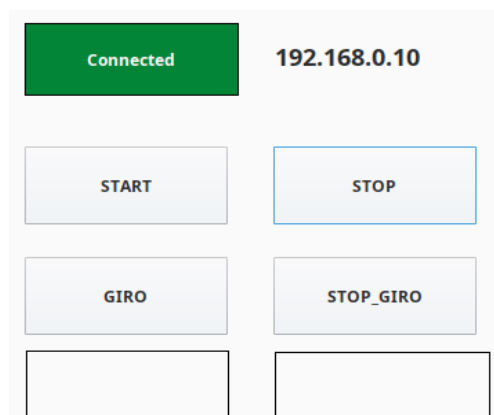 Connected
192.168.0.10
START
STOP
GIRO
STOP_GIRO